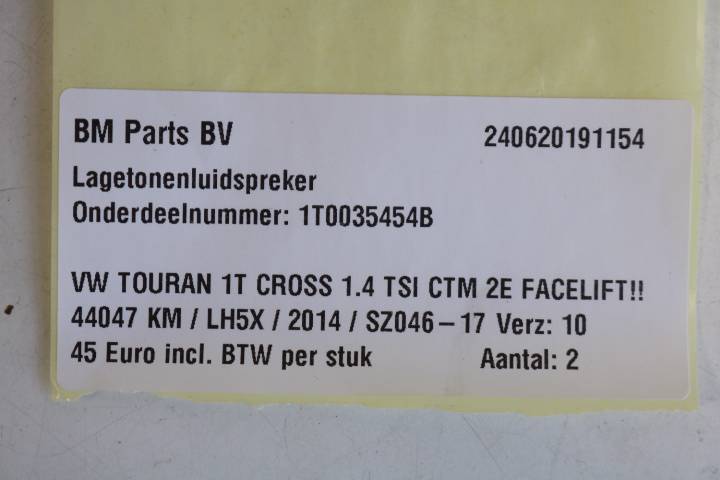 BM Parts BV 240620191154
Lagetonenluidspreker
Onderdeelnummer: 1T0035454B
VW TOURAN 1T CROSS 1.4 TSI CTM 2E FACELIFT!!
44047 KM / LH5X / 2014 / SZ046-17 Verz: 10
45 Euro incl. BTW per stuk Aantal: 2